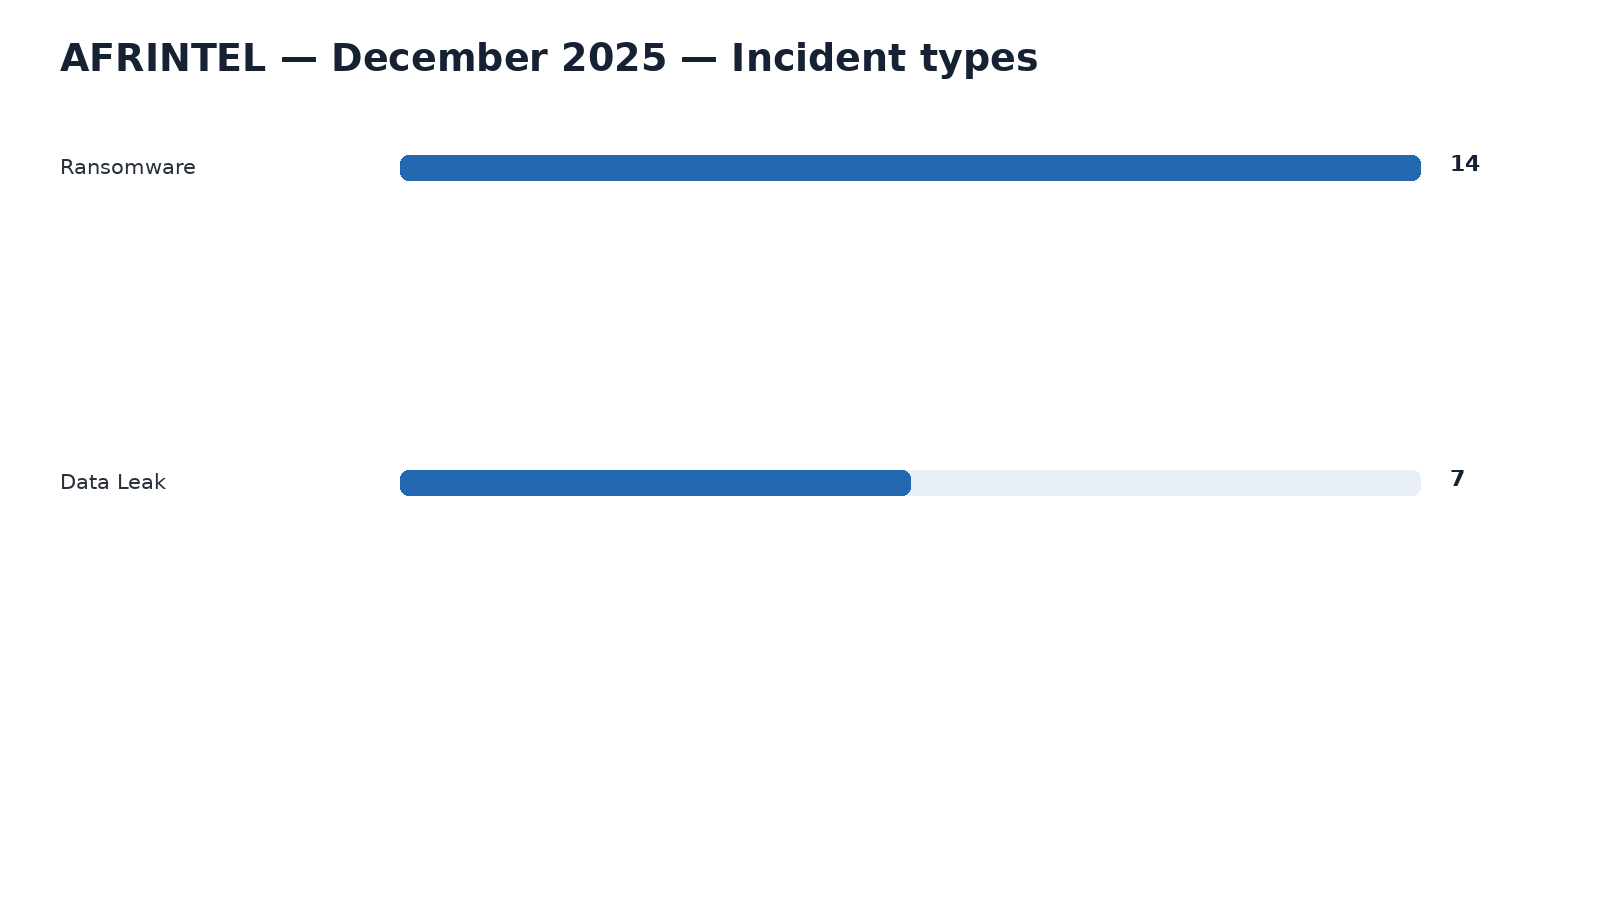 AFRINTEL — December 2025 — Incident types
Ransomware 14
Data Leak 7